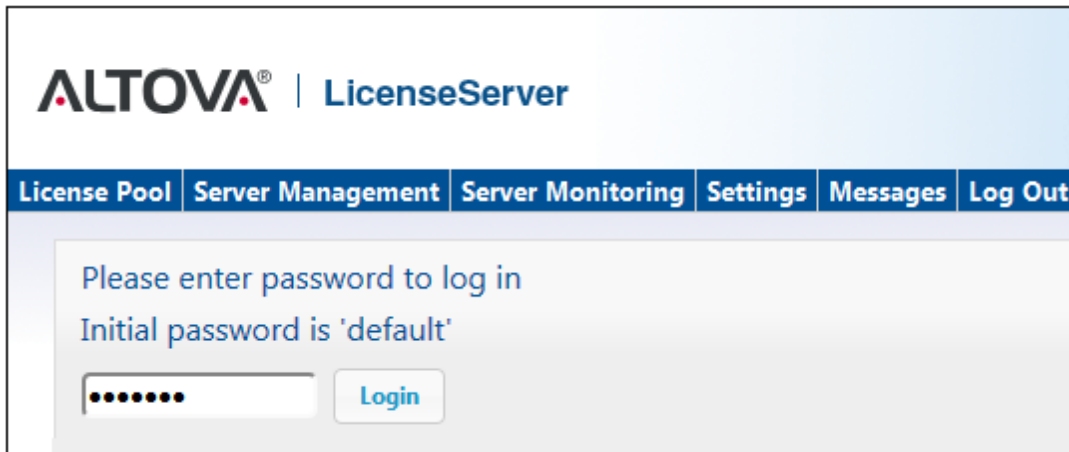 ALTOVA® | LicenseServer
License Pool Server Management Server Monitoring Settings Messages Log Out
Please enter password to log in
Initial password is 'default'
••••••• Login